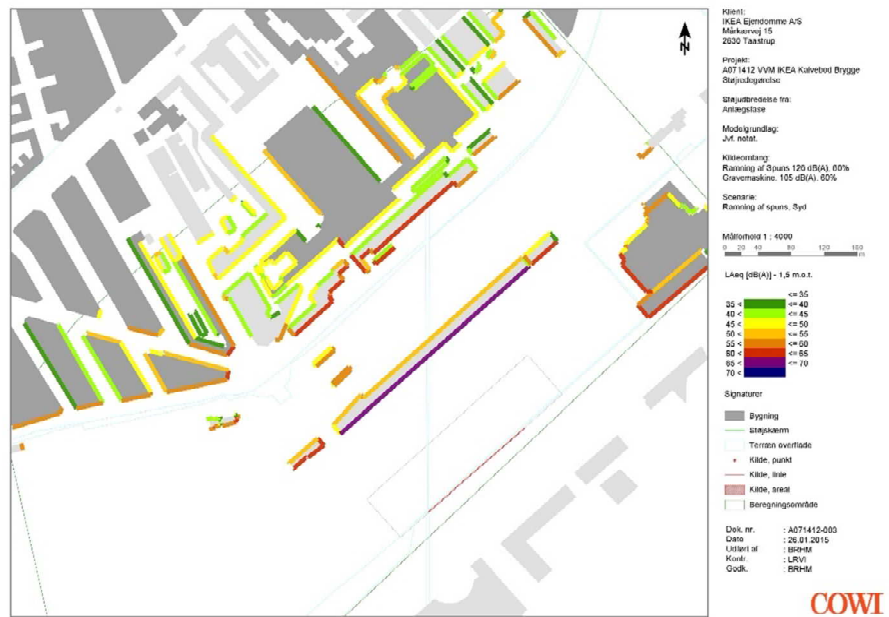 N
Klient:
IKEA Ejendomme A/S
Mårkærvej 15
2630 Taastrup
Projekt:
A071412 VVM IKEA Kalvebod Brygge
Støjredegørelse
Støjudbredelse fra:
Anlægsfase
Modelgrundlag:
Jvf. notat.
Kildeomfang:
Ramning af Spuns 120 dB(A),
Gravemaskine, 105 dB(A), 60%
Scenarie:
Ramning af spuns, Syd
Målforhold 1 : 4000
0 20 40 80 120 160
m
LAeq [dB(A)] - 1,5 m.o.t.
<= 35
35 < <= 40
40 < <= 45
45 < <= 50
50 < <= 55
55 < <= 60
60 < <= 65
65 < <= 70
70 <
Signaturer
Bygning
Støjskærm
Terræn overflade
Kilde, punkt
Kilde, linie
Kilde, areal
Beregningsområde
Dok. nr. : A071412-003
Dato : 26.01.2015
Udført af : BRHM
Kontr. : LRVI
Godk. : BRHM
COWI